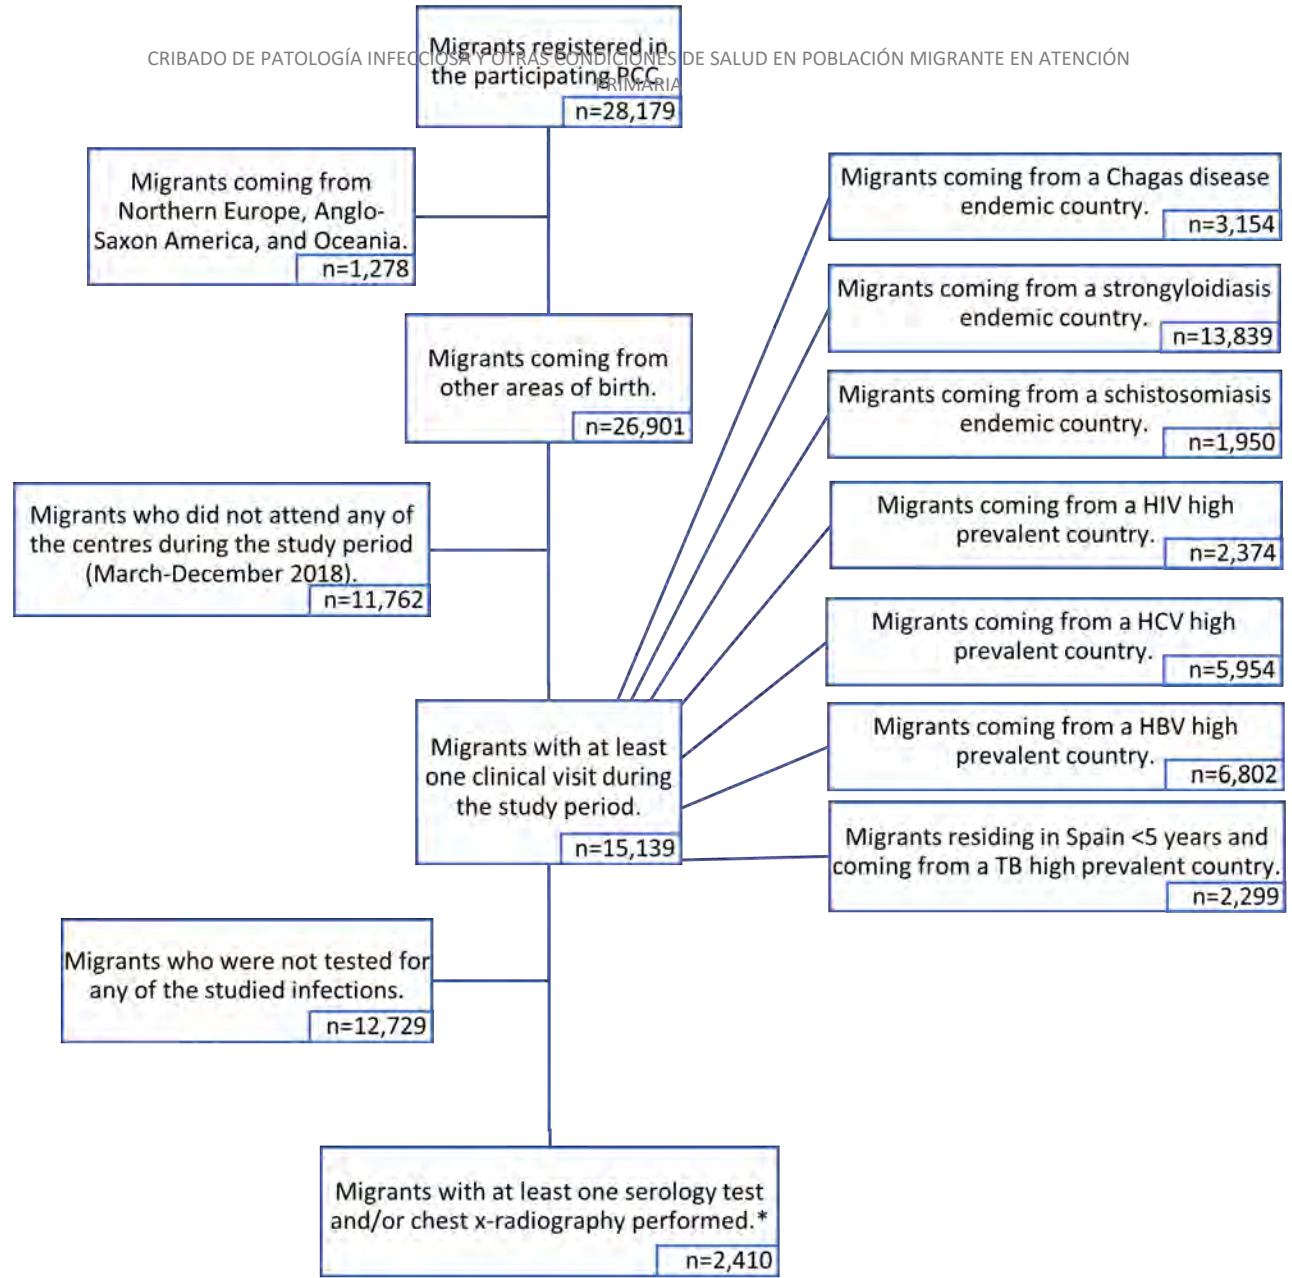 CRIBADO DE PATOLOGÍA INFECCIOSA Y OTRAS CONDICIONES DE SALUD EN POBLACIÓN MIGRANTE EN ATENCIÓN
PRIMARIA
Migrants registered in
the participating PCC.
n=28,179
Migrants coming from
Northern Europe, Anglo-
Saxon America, and Oceania.
n=1,278
Migrants coming from
other areas of birth.
n=26,901
Migrants who did not attend any of
the centres during the study period
(March-December 2018).
n=11,762
Migrants with at least
one clinical visit during
the study period.
n=15,139
Migrants coming from a Chagas disease
endemic country.
n=3,154
Migrants coming from a strongyloidiasis
endemic country.
n=13,839
Migrants coming from a schistosomiasis
endemic country.
n=1,950
Migrants coming from a HIV high
prevalent country.
n=2,374
Migrants coming from a HCV high
prevalent country.
n=5,954
Migrants coming from a HBV high
prevalent country.
n=6,802
Migrants residing in Spain <5 years and
coming from a TB high prevalent country.
n=2,299
Migrants who were not tested for
any of the studied infections.
n=12,729
Migrants with at least one serology test
and/or chest x-radiography performed.*
n=2,410